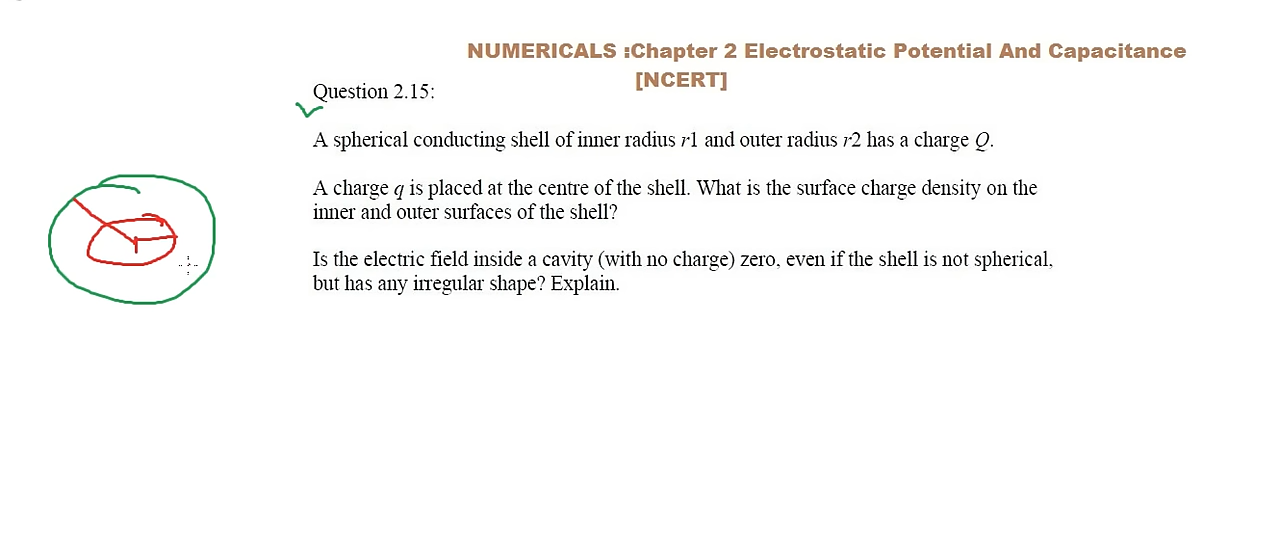 NUMERICALS :Chapter 2 Electrostatic Potential And Capacitance
[NCERT]
Question 2.15:
A spherical conducting shell of inner radius r1 and outer radius r2 has a charge Q.
A charge q is placed at the centre of the shell. What is the surface charge density on the
inner and outer surfaces of the shell?
Is the electric field inside a cavity (with no charge) zero, even if the shell is not spherical,
but has any irregular shape? Explain.